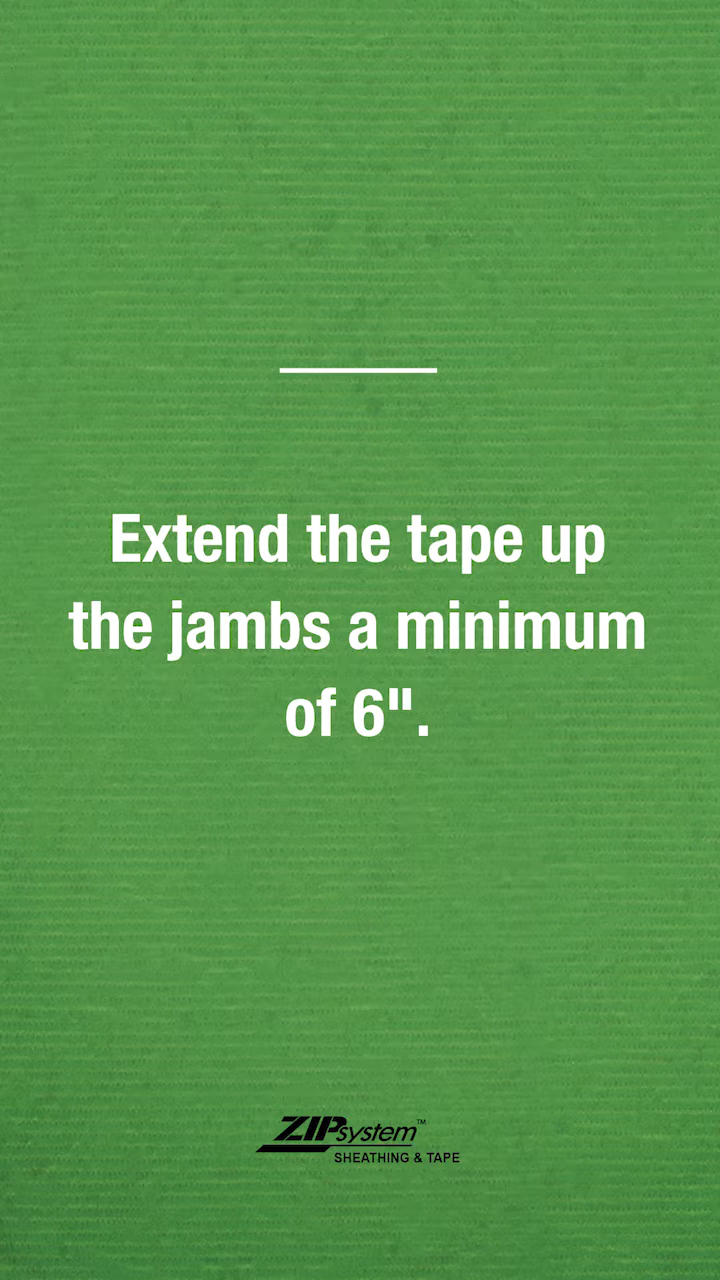 Extend the tape up
the jambs a minimum
of 6".
ZIPsystem™
SHEATHING & TAPE